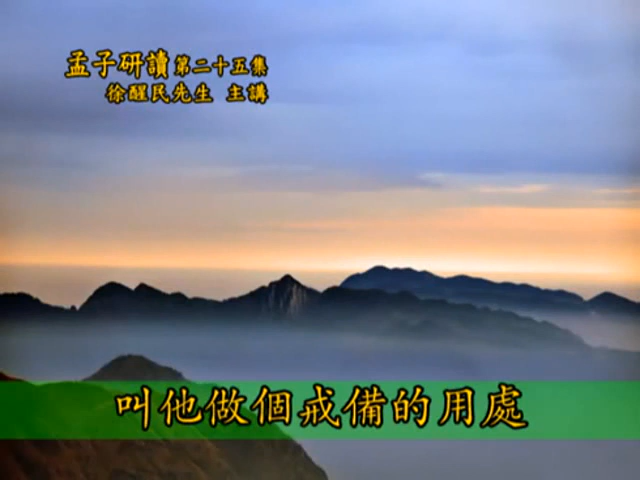 孟子研讀第二十五集
徐醒民先生 主講
叫他做個戒備的用處